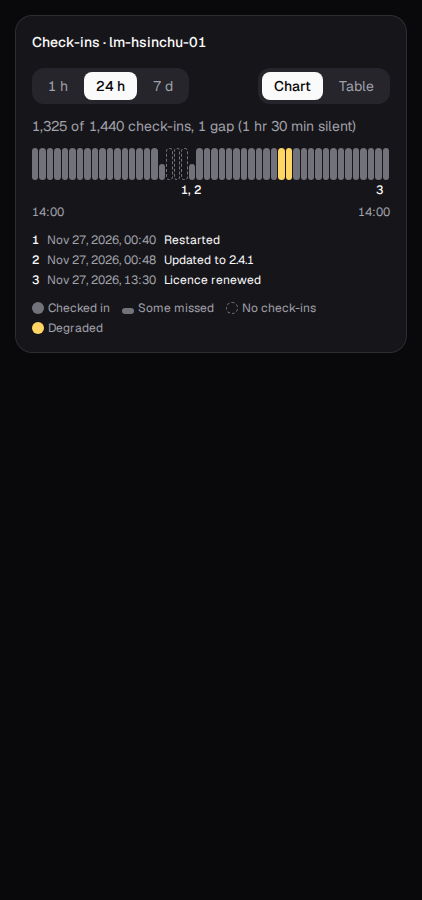 Check-ins · lm-hsinchu-01
1 h 24 h 7 d Chart Table
1,325 of 1,440 check-ins, 1 gap (1 hr 30 min silent)
1, 2 3
14:00 14:00
1 Nov 27, 2026, 00:40 Restarted
2 Nov 27, 2026, 00:48 Updated to 2.4.1
3 Nov 27, 2026, 13:30 Licence renewed
Checked in Some missed No check-ins
Degraded